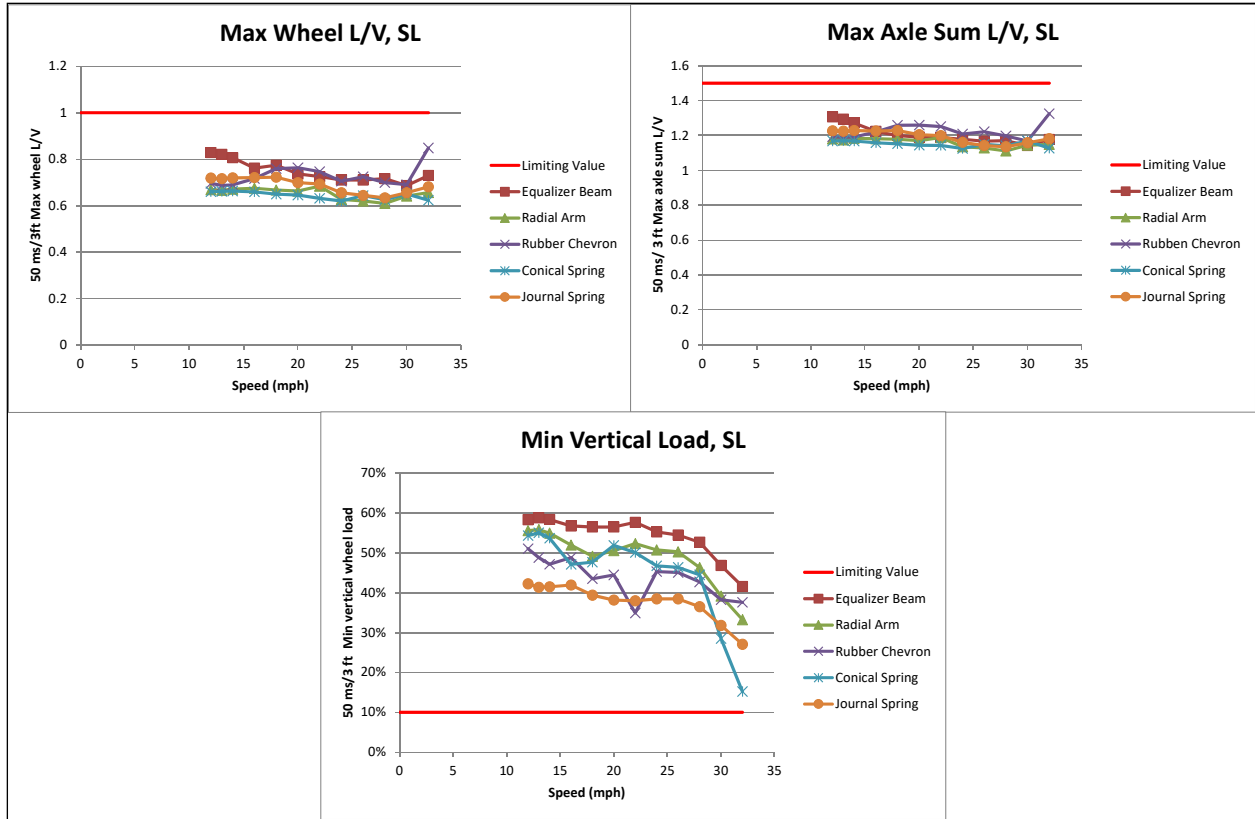 Max Wheel L/V, SL
50 ms/3ft Max wheel L/V
1.2
1
0.8
0.6
0.4
0.2
0
0 5 10 15 20 25 30 35
Speed (mph)
Limiting Value
Equalizer Beam
Radial Arm
Rubber Chevron
Conical Spring
Journal Spring
Max Axle Sum L/V, SL
50 ms/ 3 ft Max axle sum L/V
1.6
1.4
1.2
1
0.8
0.6
0.4
0.2
0
0 5 10 15 20 25 30 35
Speed (mph)
Limiting Value
Equalizer Beam
Radial Arm
Rubben Chevron
Conical Spring
Journal Spring
Min Vertical Load, SL
50 ms/3 ft Min vertical wheel load
70%
60%
50%
40%
30%
20%
10%
0%
0 5 10 15 20 25 30 35
Speed (mph)
Limiting Value
Equalizer Beam
Radial Arm
Rubber Chevron
Conical Spring
Journal Spring